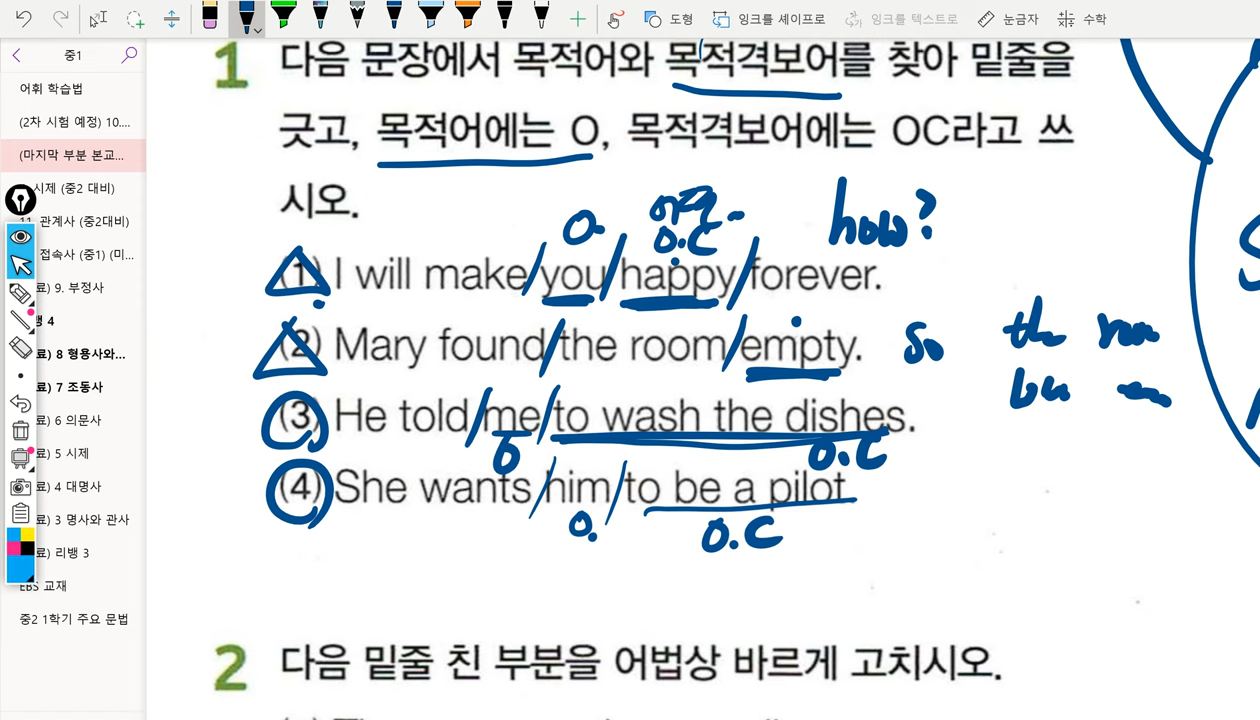 도형
잉크를 셰이프로
잉크를 텍스트로
눈금자
수학
중1
어휘 학습법
(2차 시험 예정) 10....
(마지막 부분 본교...
시제 (중2 대비)
11. 관계사 (중2대비)
접속사 (중1) (미...
료) 9. 부정사
뱅 4
료) 8 형용사와...
료) 7 조동사
료) 6 의문사
료) 5 시제
료) 4 대명사
료) 3 명사와 관사
료) 리뱅 3
EBS 교재
중2 1학기 주요 문법
1 다음 문장에서 목적어와 목적격보어를 찾아 밑줄을
긋고, 목적어에는 O, 목적격보어에는 OC라고 쓰
시오.
O. O.C how?
(1) I will make/you/happy/forever.
(2) Mary found/the room/empty. so the room
(3) He told/me/to wash the dishes.
O O.C
(4) She wants/him/to be a pilot
O. O.C
2 다음 밑줄 친 부분을 어법상 바르게 고치시오.